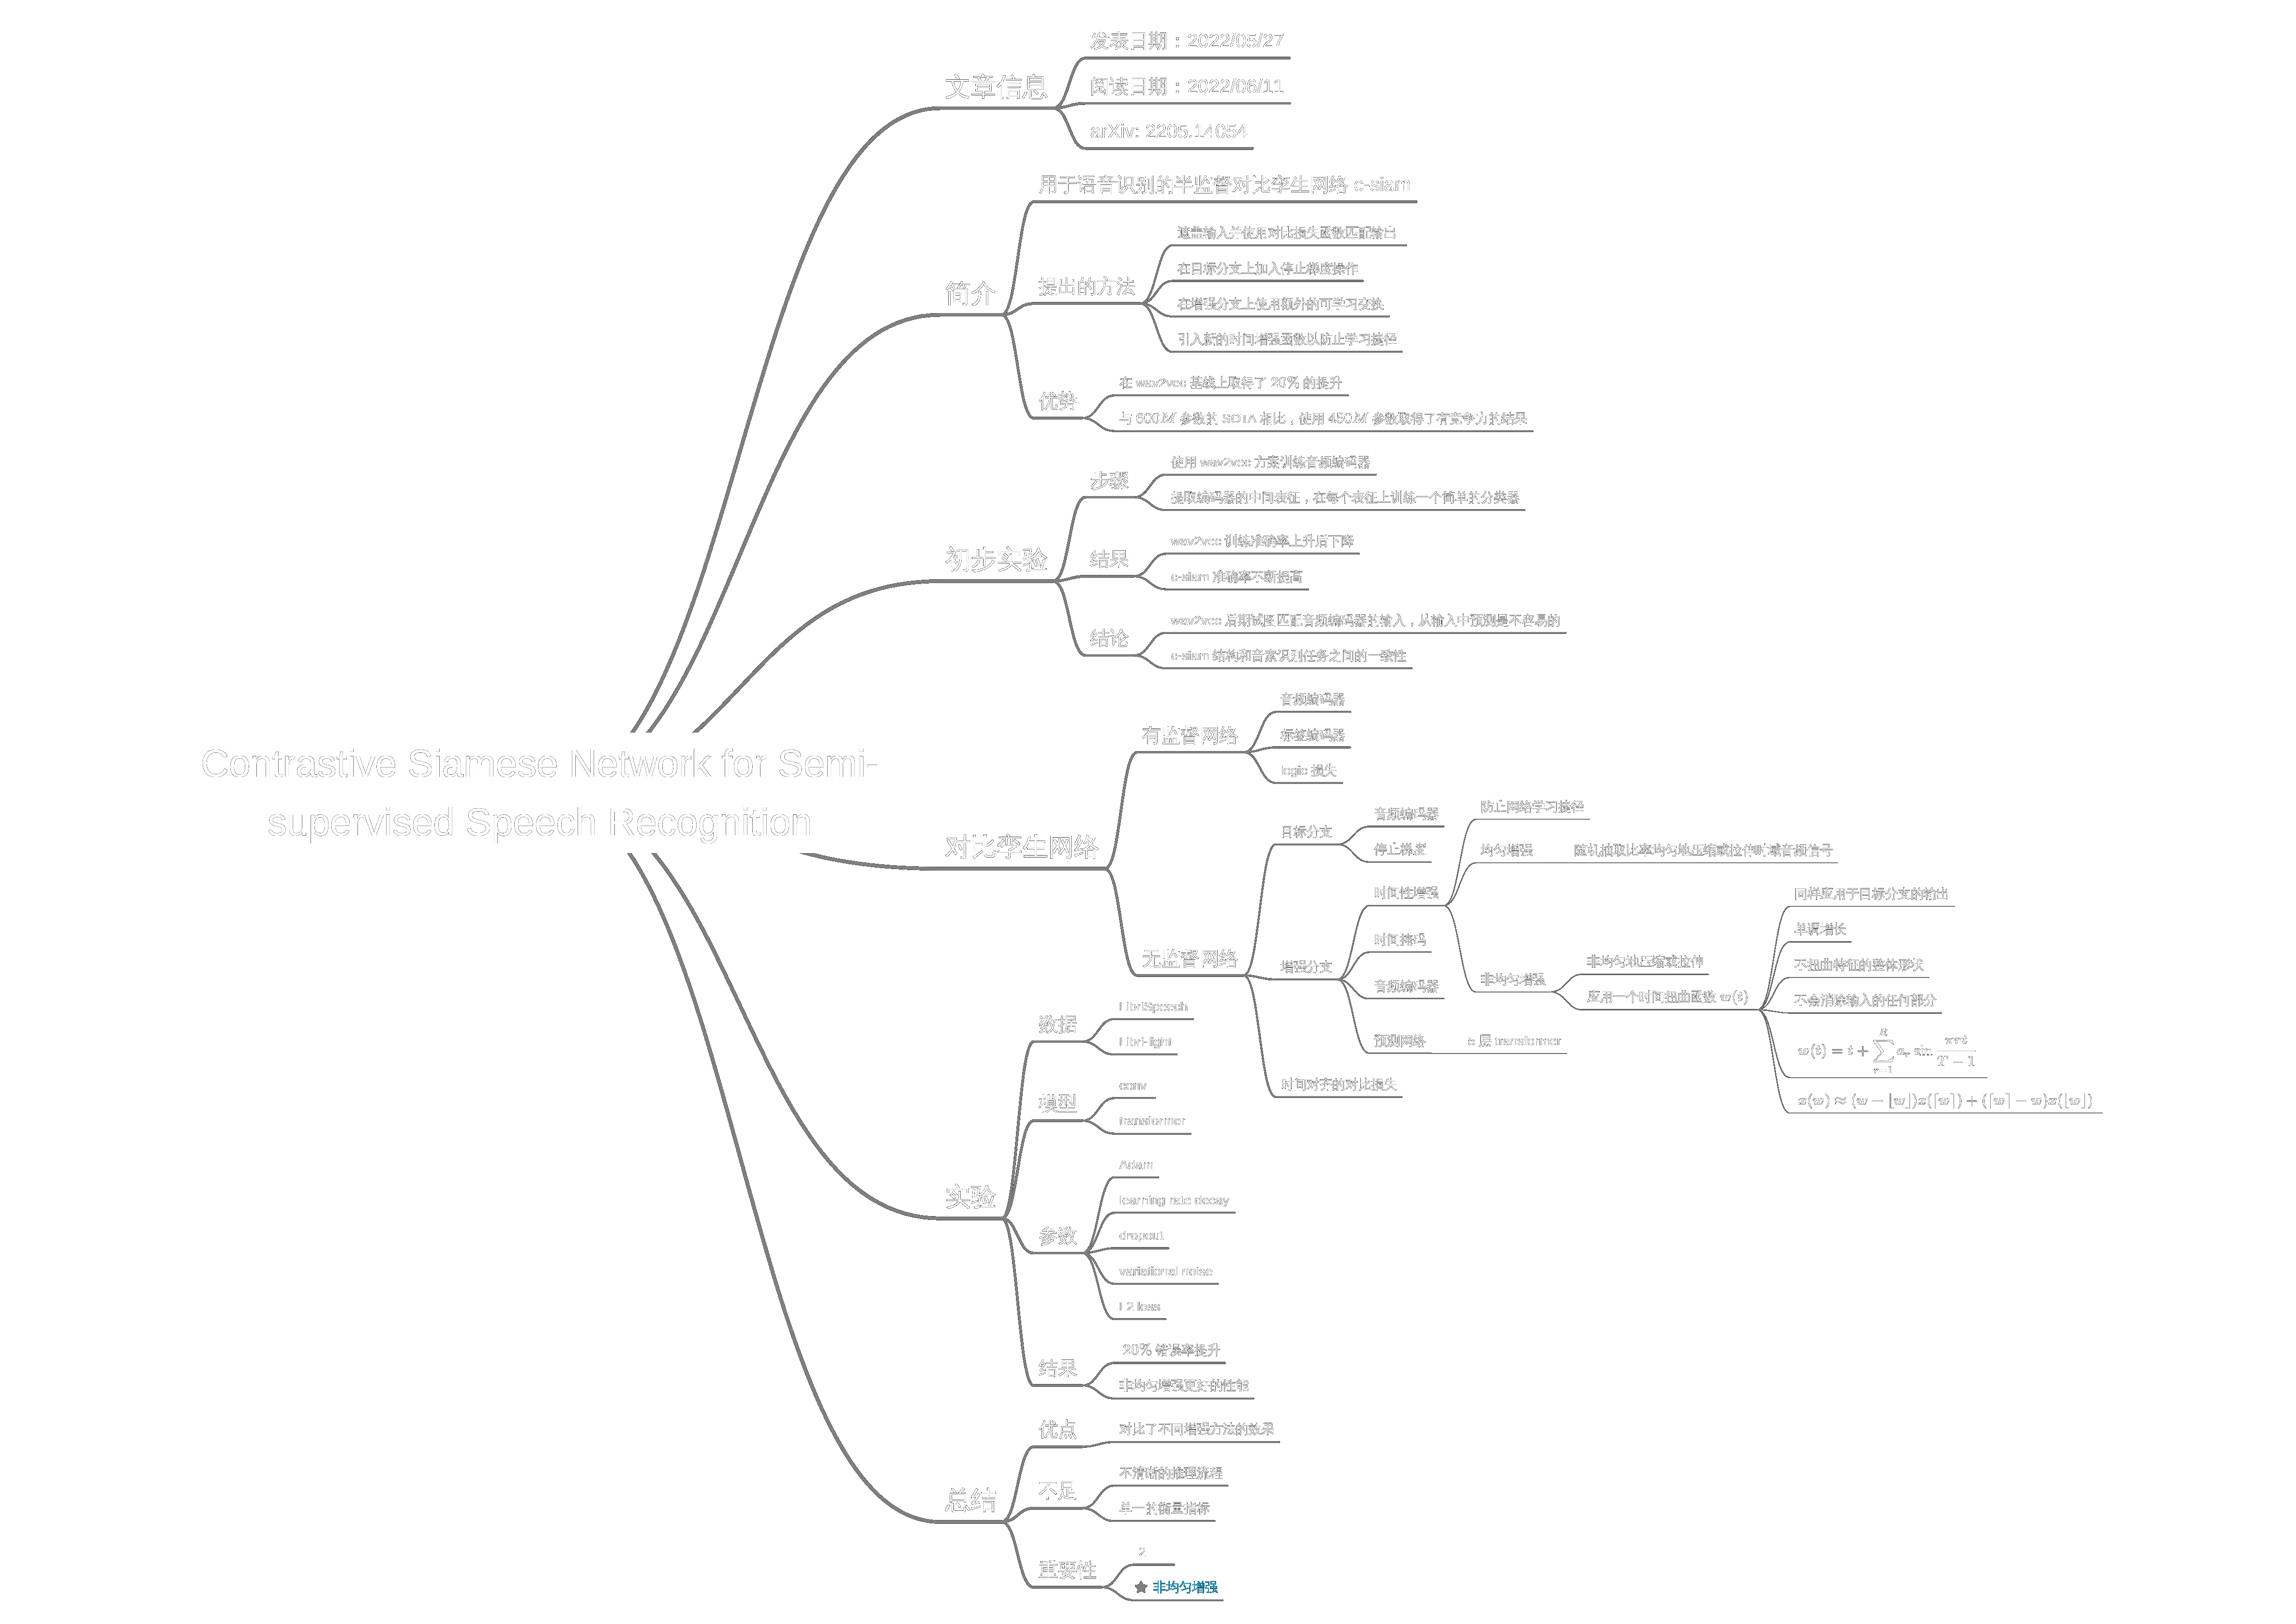 Contrastive Siamese Network for Semi-
supervised Speech Recognition
文章信息
发表日期：2022/05/27
阅读日期：2022/06/11
arXiv: 2205.14054
简介
用于语音识别的半监督对比孪生网络 c-siam
提出的方法
遮盖输入并使用对比损失函数匹配输出
在目标分支上加入停止梯度操作
在增强分支上使用额外的可学习变换
引入新的时间增强函数以防止学习捷径
优势
在 wav2vec 基线上取得了 20% 的提升
与 600M 参数的 SOTA 相比，使用 450M 参数取得了有竞争力的结果
初步实验
步骤
使用 wav2vec 方案训练音频编码器
提取编码器的中间表征，在每个表征上训练一个简单的分类器
结果
wav2vec 训练准确率上升后下降
c-siam 准确率不断提高
结论
wav2vec 后期试图匹配音频编码器的输入，从输入中预测是不容易的
c-siam 结构和音素识别任务之间的一致性
对比孪生网络
有监督网络
音频编码器
标签编码器
logic 损失
无监督网络
目标分支
音频编码器
停止梯度
增强分支
时间性增强
防止网络学习捷径
均匀增强
随机抽取比率均匀地压缩或拉伸时域音频信号
非均匀增强
非均匀地压缩或拉伸
应用一个时间扭曲函数 w(t)
同样应用于目标分支的输出
单调增长
不扭曲特征的整体形状
不会消除输入的任何部分
w(t) = t + ∑_{r=1}^{R} a_r sin \frac{πrt}{T − 1}
x(w) ≈ (w − ⌊w⌋)x(⌈w⌉) + (⌈w⌉ − w)x(⌊w⌋)
时间掩码
音频编码器
预测网络
5 层 transformer
时间对齐的对比损失
实验
数据
LibriSpeech
Libri-light
模型
conv
transformer
参数
Adam
learning rate decay
dropout
variational noise
L2 loss
结果
20% 错误率提升
非均匀增强更好的性能
总结
优点
对比了不同增强方法的效果
不足
不清晰的推理流程
单一的衡量指标
重要性
2
★ 非均匀增强